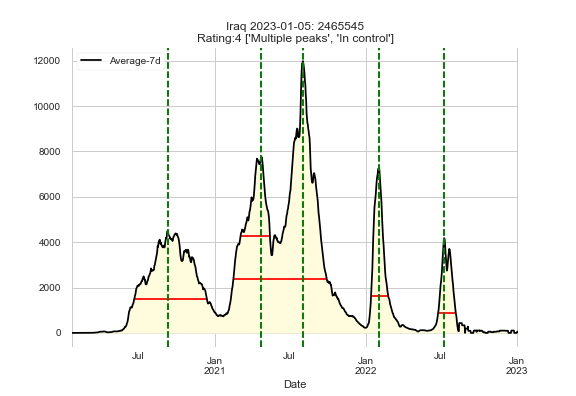 Iraq 2023-01-05: 2465545
Rating:4 ['Multiple peaks', 'In control']
Average-7d
12000
10000
8000
6000
4000
2000
0
Jul
Jan
2021
Jul
Jan
2022
Jul
Jan
2023
Date